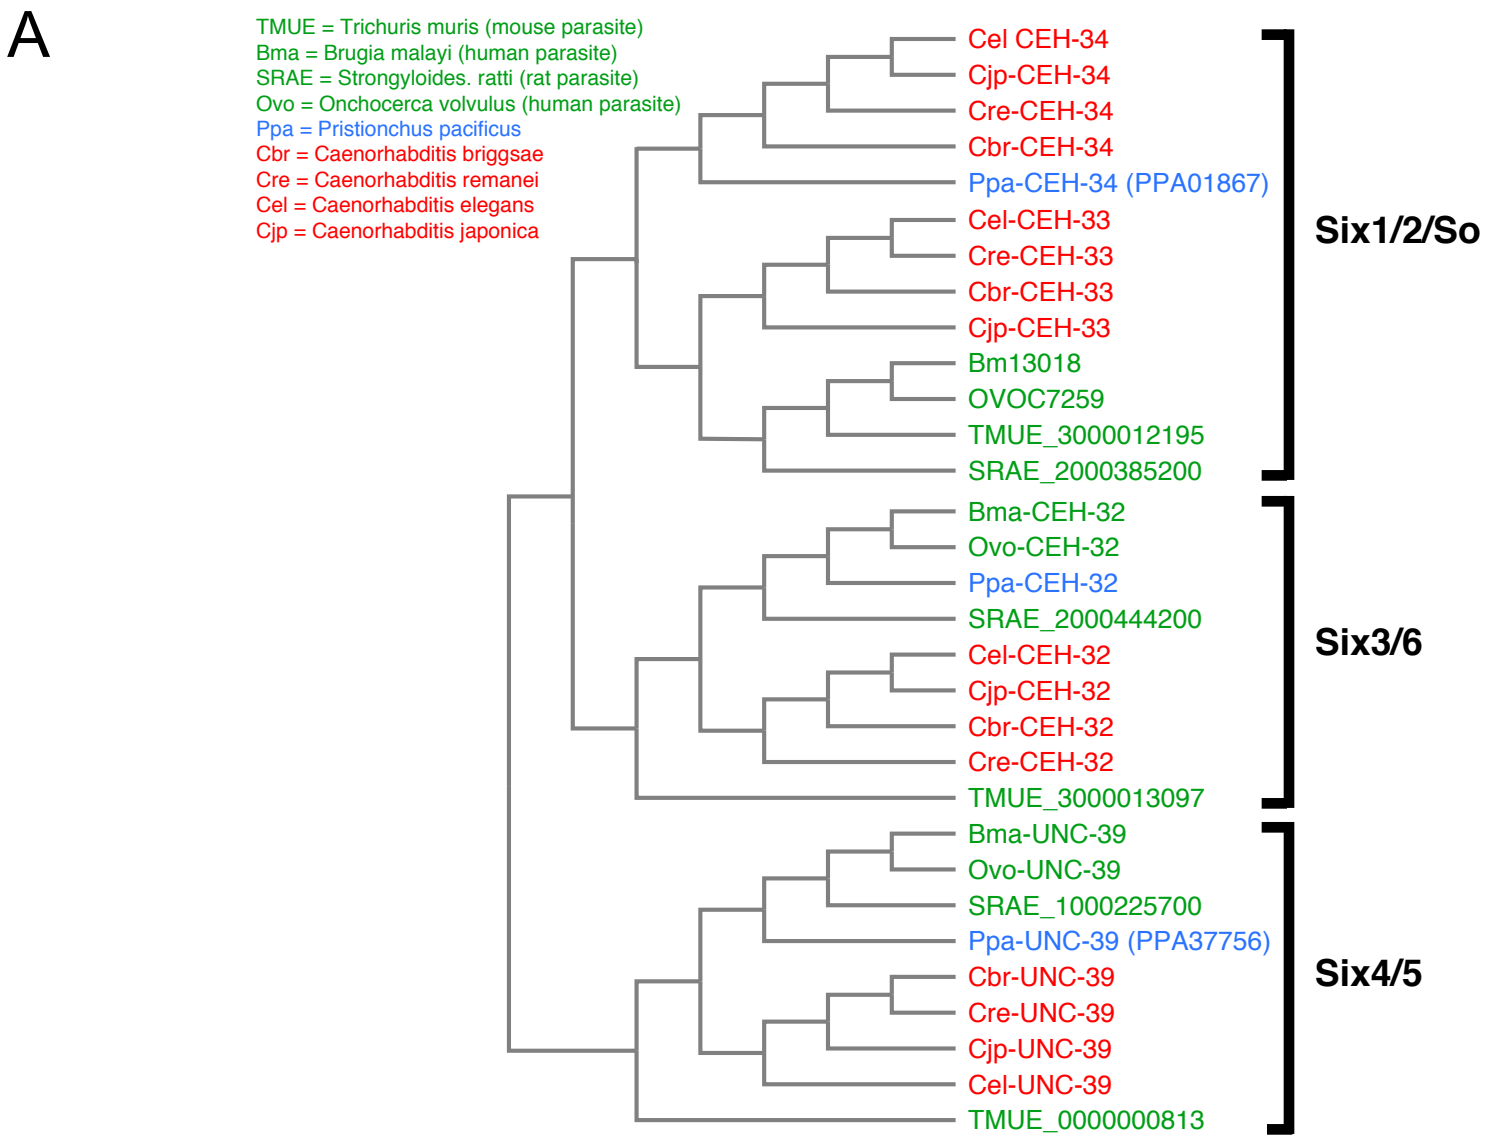 A
TMUE = Trichuris muris (mouse parasite)
Bma = Brugia malayi (human parasite)
SRAE = Strongyloides. ratti (rat parasite)
Ovo = Onchocerca volvulus (human parasite)
Ppa = Pristionchus pacificus
Cbr = Caenorhabditis briggsae
Cre = Caenorhabditis remanei
Cel = Caenorhabditis elegans
Cjp = Caenorhabditis japonica
Cel CEH-34
Cjp-CEH-34
Cre-CEH-34
Cbr-CEH-34
Ppa-CEH-34 (PPA01867)
Cel-CEH-33
Cre-CEH-33
Cbr-CEH-33
Cjp-CEH-33
Bm13018
OVOC7259
TMUE_3000012195
SRAE_2000385200
Six1/2/So
Bma-CEH-32
Ovo-CEH-32
Ppa-CEH-32
SRAE_2000444200
Cel-CEH-32
Cjp-CEH-32
Cbr-CEH-32
Cre-CEH-32
TMUE_3000013097
Six3/6
Bma-UNC-39
Ovo-UNC-39
SRAE_1000225700
Ppa-UNC-39 (PPA37756)
Cbr-UNC-39
Cre-UNC-39
Cjp-UNC-39
Cel-UNC-39
TMUE_0000000813
Six4/5